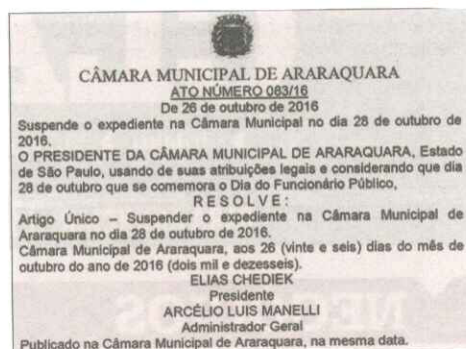 CÂMARA MUNICIPAL DE ARARAQUARA
ATO NÚMERO 083/16
De 26 de outubro de 2016
Suspende o expediente na Câmara Municipal no dia 28 de outubro de
2016.
O PRESIDENTE DA CÂMARA MUNICIPAL DE ARARAQUARA, Estado
de São Paulo, usando de suas atribuições legais e considerando que dia
28 de outubro que se comemora o Dia do Funcionário Público,
R E S O L V E :
Artigo Único – Suspender o expediente na Câmara Municipal de
Araraquara no dia 28 de outubro de 2016.
Câmara Municipal de Araraquara, aos 26 (vinte e seis) dias do mês de
outubro do ano de 2016 (dois mil e dezesseis).
ELIAS CHEDIEK
Presidente
ARCÉLIO LUIS MANELLI
Administrador Geral
Publicado na Câmara Municipal de Araraquara, na mesma data.